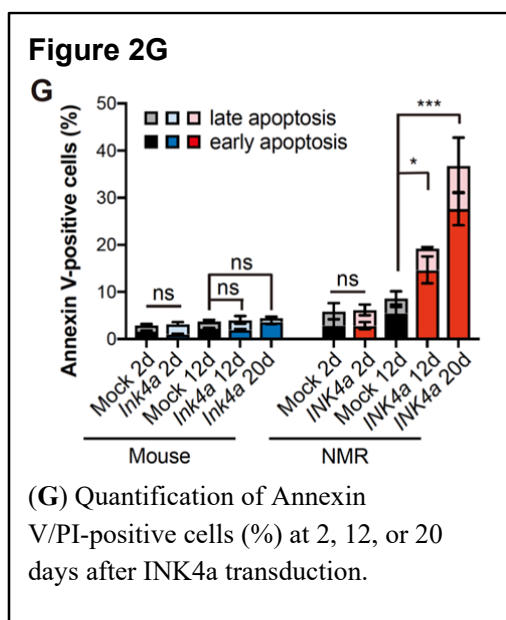 Figure 2G
G
Annexin V-positive cells (%)
50
40
30
20
10
0
late apoptosis
early apoptosis
ns
ns
ns
ns
*
***
Mock 2d
Ink4a 2d
Mock 12d
Ink4a 12d
Ink4a 20d
Mock 2d
INK4a 2d
Mock 12d
INK4a 12d
INK4a 20d
Mouse
NMR
(G) Quantification of Annexin
V/PI-positive cells (%) at 2, 12, or 20
days after INK4a transduction.